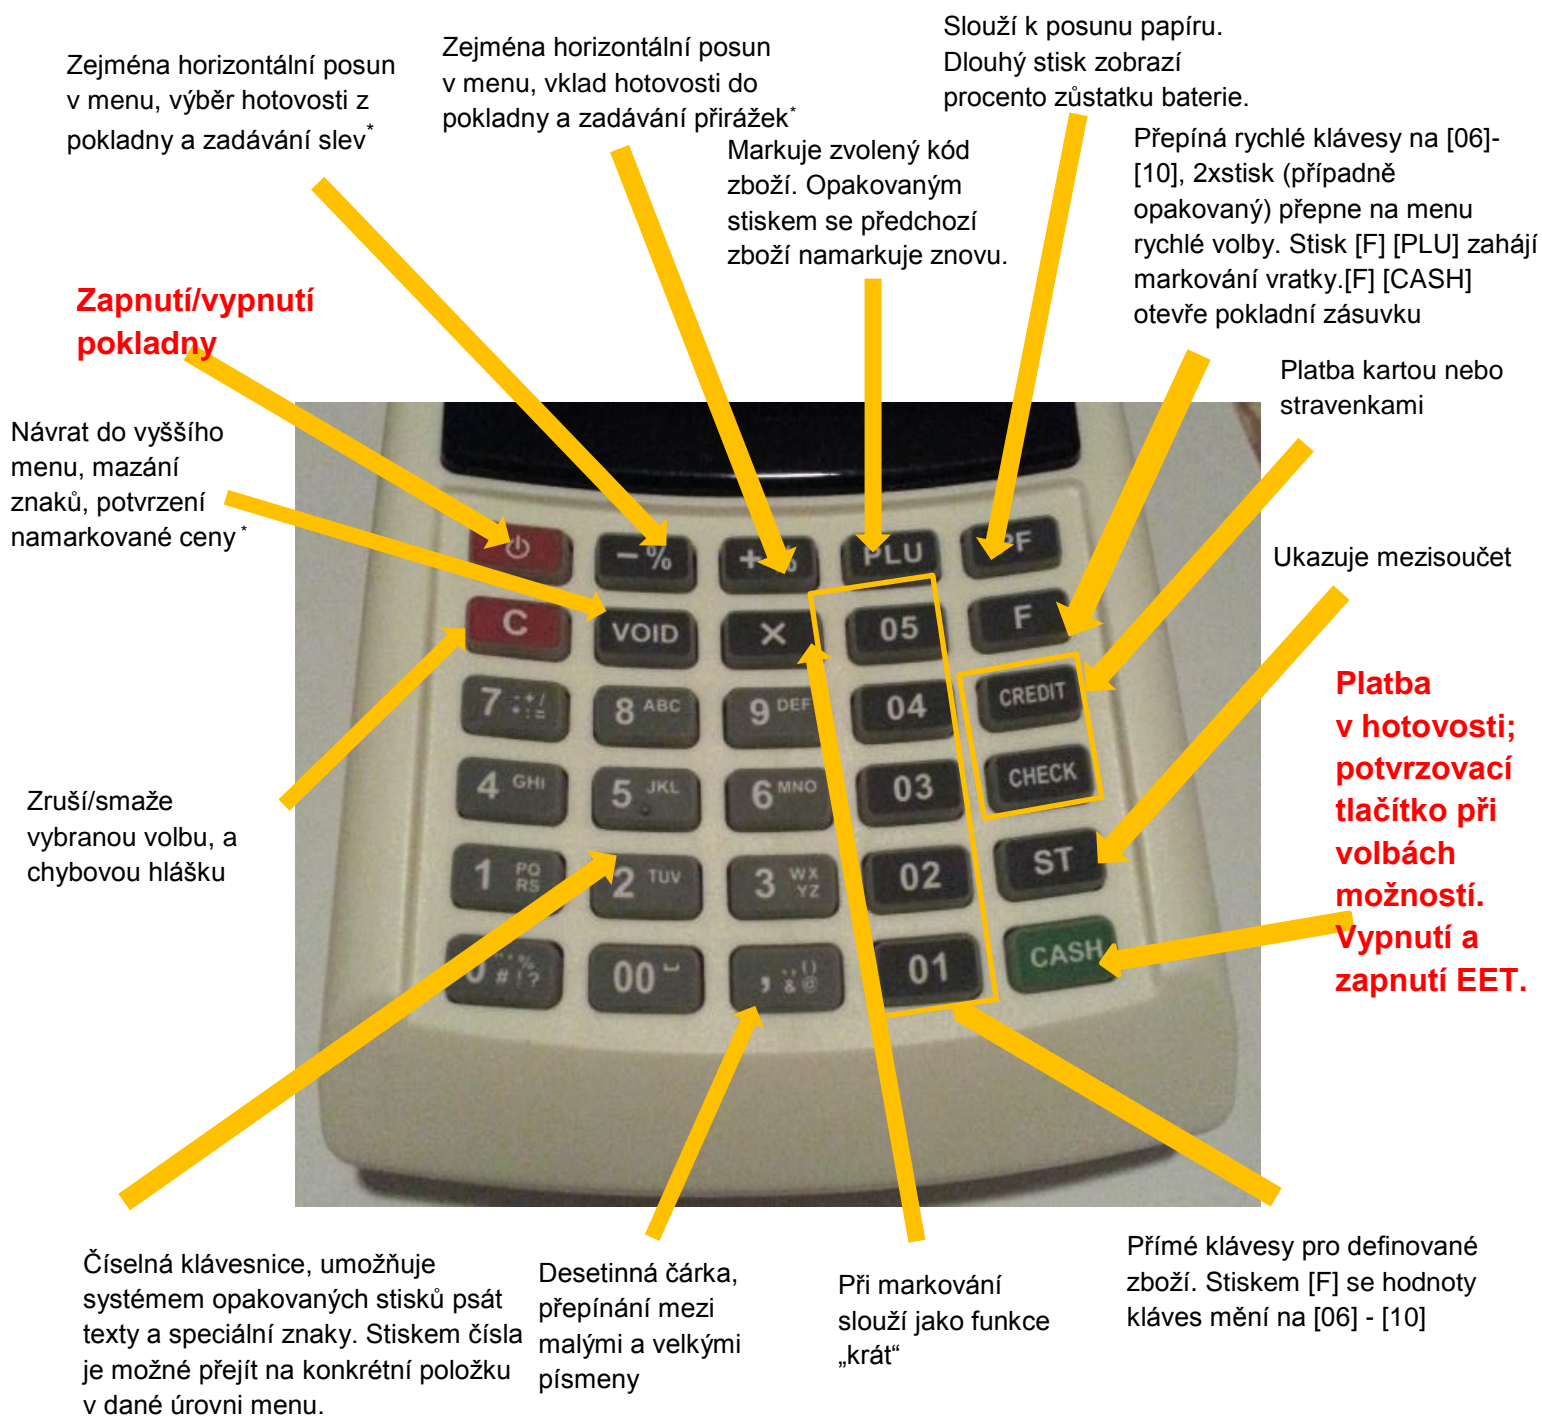 Zejména horizontální posun
v menu, výběr hotovosti z
pokladny a zadávání slev*
Zejména horizontální posun
v menu, vklad hotovosti do
pokladny a zadávání přirážek*
Slouží k posunu papíru.
Dlouhý stisk zobrazí
procento zůstatku baterie.
Markuje zvolený kód
zboží. Opakovaným
stiskem se předchozí
zboží namarkuje znovu.
Přepíná rychlé klávesy na [06]-
[10], 2xstisk (případně
opakovaný) přepne na menu
rychlé volby. Stisk [F] [PLU] zahájí
markování vratky.[F] [CASH]
otevře pokladní zásuvku
Zapnutí/vypnutí
pokladny
Platba kartou nebo
stravenkami
Návrat do vyššího
menu, mazání
znaků, potvrzení
namarkované ceny *
Ukazuje mezisoučet
Platba
v hotovosti;
potvrzovací
tlačítko při
volbách
možností.
Vypnutí a
zapnutí EET.
Zruší/smaže
vybranou volbu, a
chybovou hlášku
-% + % PLU PF
C VOID × 05 F
7 -+/ *:= 8 ABC 9 DEF 04 CREDIT
4 GHI 5 JKL 6 MNO 03 CHECK
1 PQRS 2 TUV 3 WXYZ 02 ST
0 % #!? 00 , .,() &@ 01 CASH
Číselná klávesnice, umožňuje
systémem opakovaných stisků psát
texty a speciální znaky. Stiskem čísla
je možné přejít na konkrétní položku
v dané úrovni menu.
Desetinná čárka,
přepínání mezi
malými a velkými
písmeny
Při markování
slouží jako funkce
„krát“
Přímé klávesy pro definované
zboží. Stiskem [F] se hodnoty
kláves mění na [06] - [10]